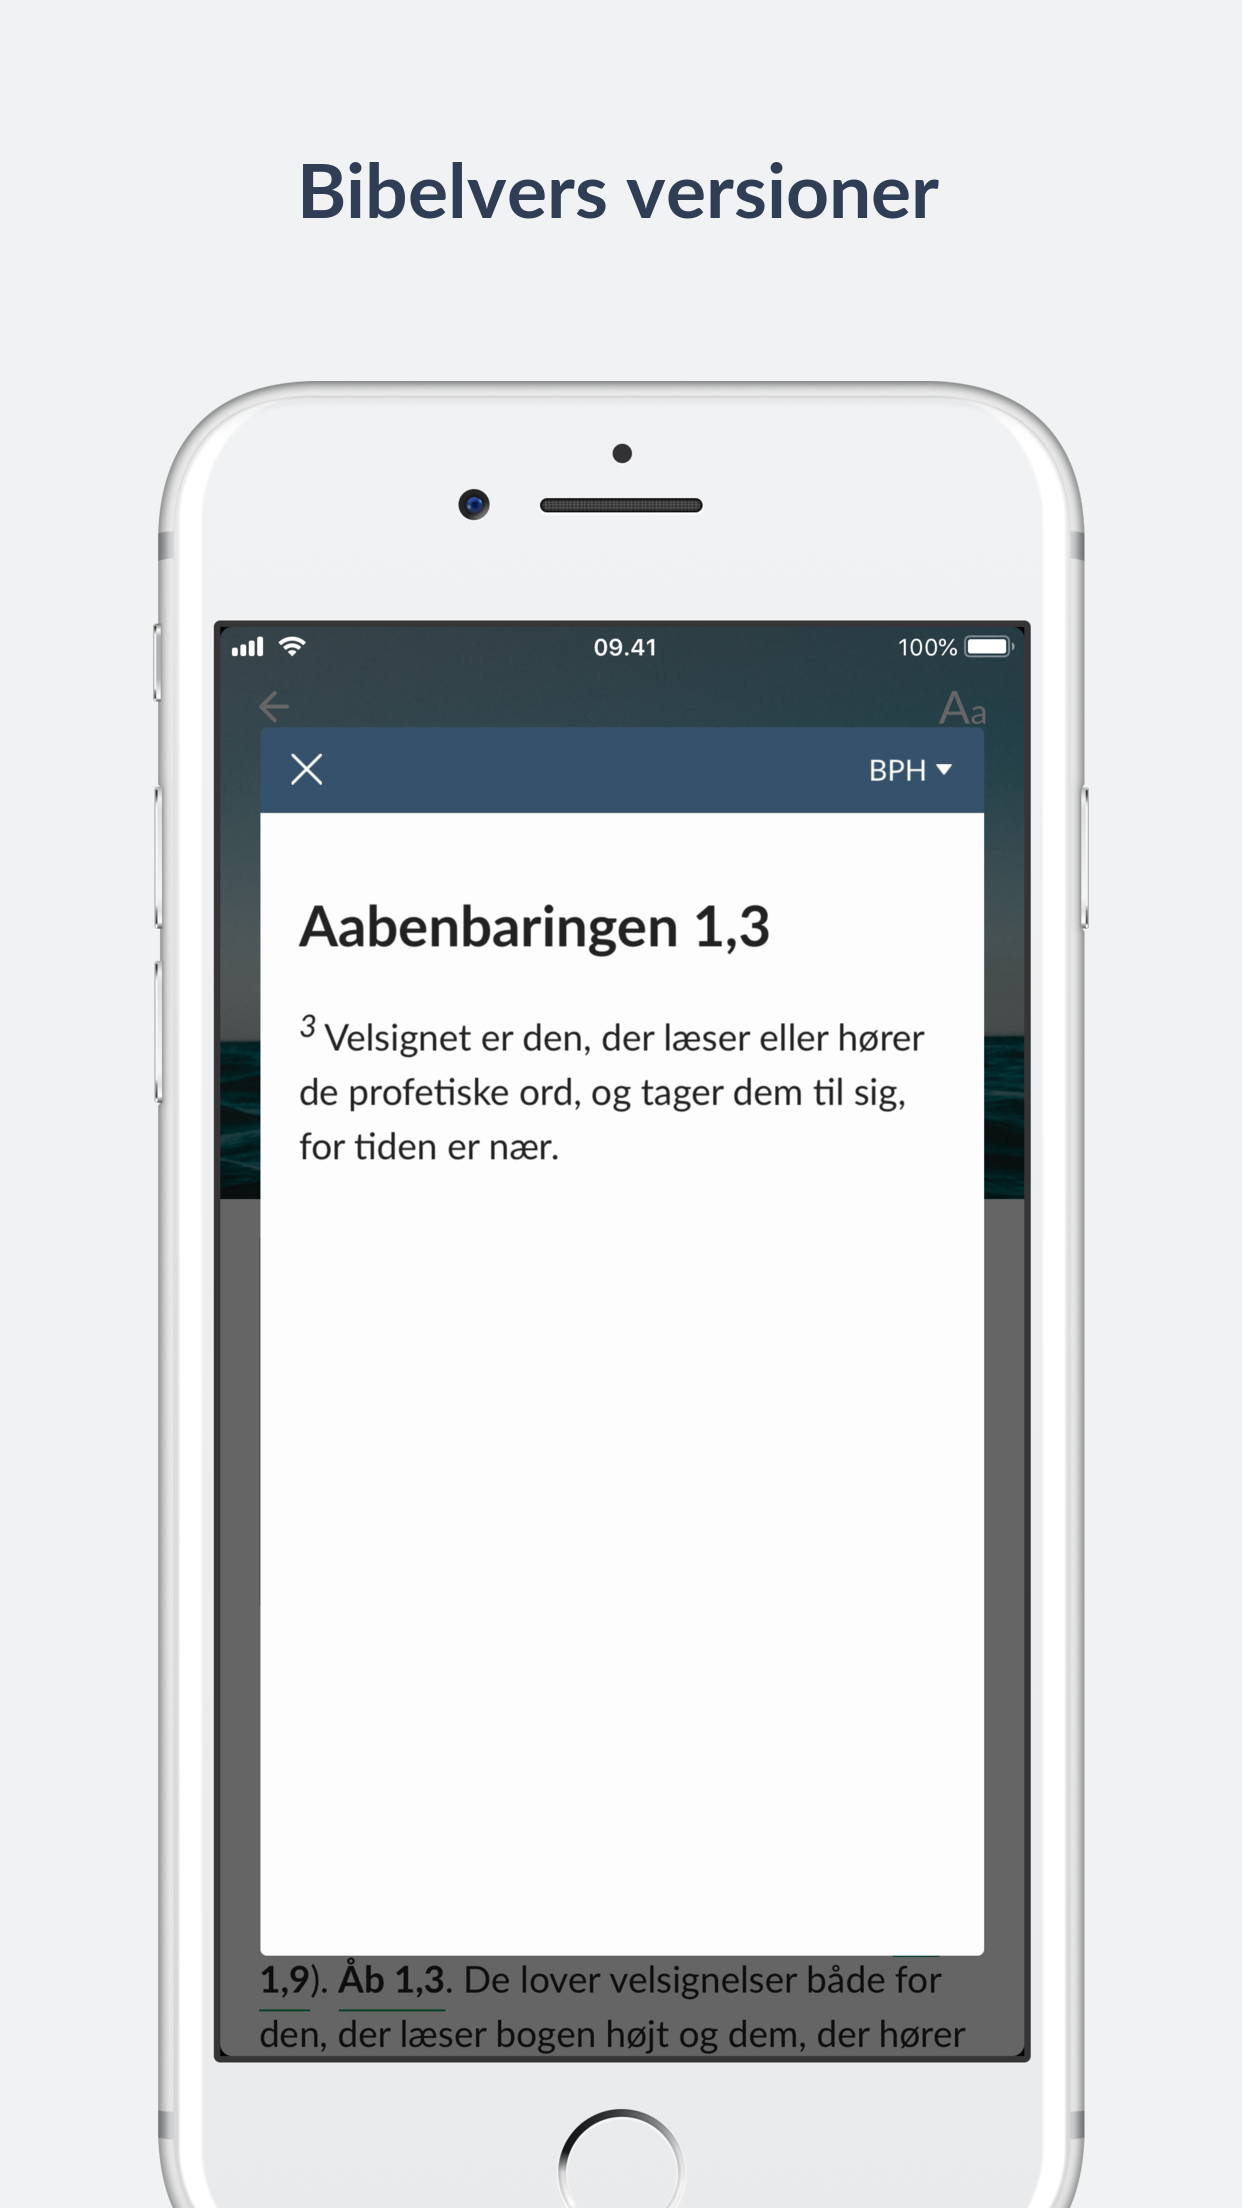 Bibelvers versioner
09.41
100%
Aa
BPH
Aabenbaringen 1,3
3 Velsignet er den, der læser eller hører
de profetiske ord, og tager dem til sig,
for tiden er nær.
1,9). Åb 1,3. De lover velsignelser både for
den, der læser bogen højt og dem, der hører